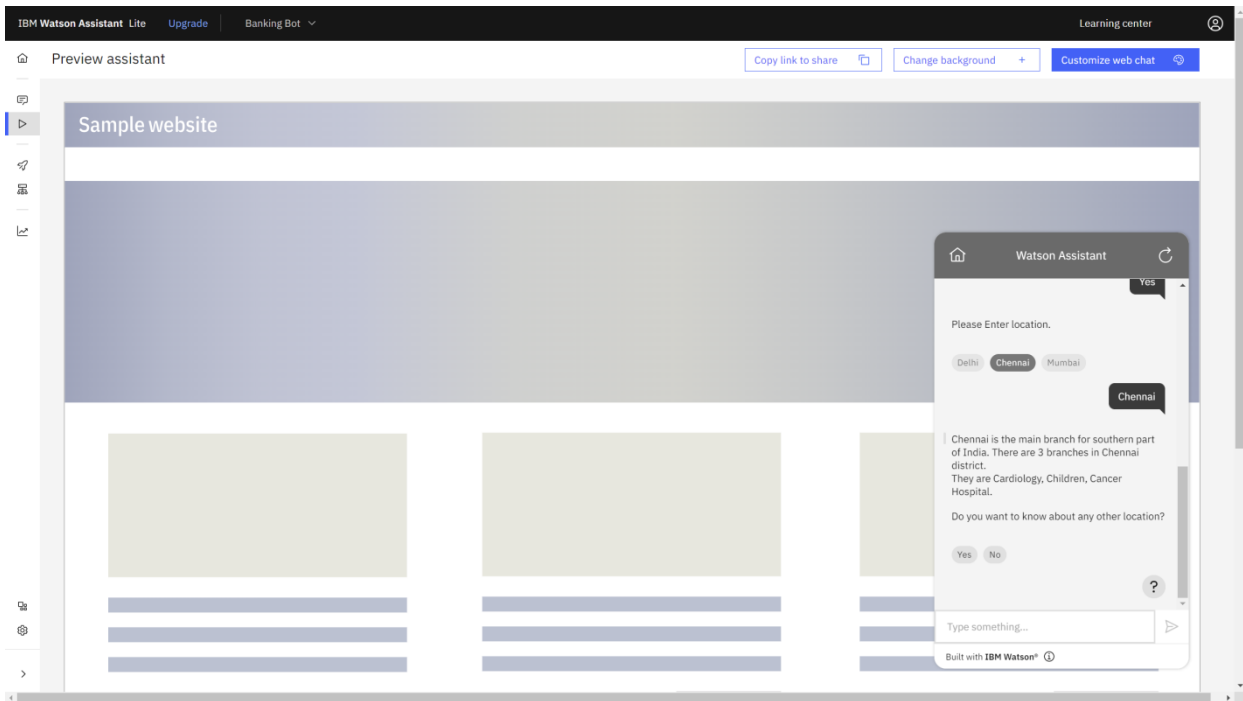 IBM Watson Assistant Lite Upgrade Banking Bot Learning center
Preview assistant Copy link to share Change background + Customize web chat
Sample website
Watson Assistant
Yes
Please Enter location.
Delhi Chennai Mumbai
Chennai
Chennai is the main branch for southern part
of India. There are 3 branches in Chennai
district.
They are Cardiology, Children, Cancer
Hospital.
Do you want to know about any other location?
Yes No
?
Type something...
Built with IBM Watson®